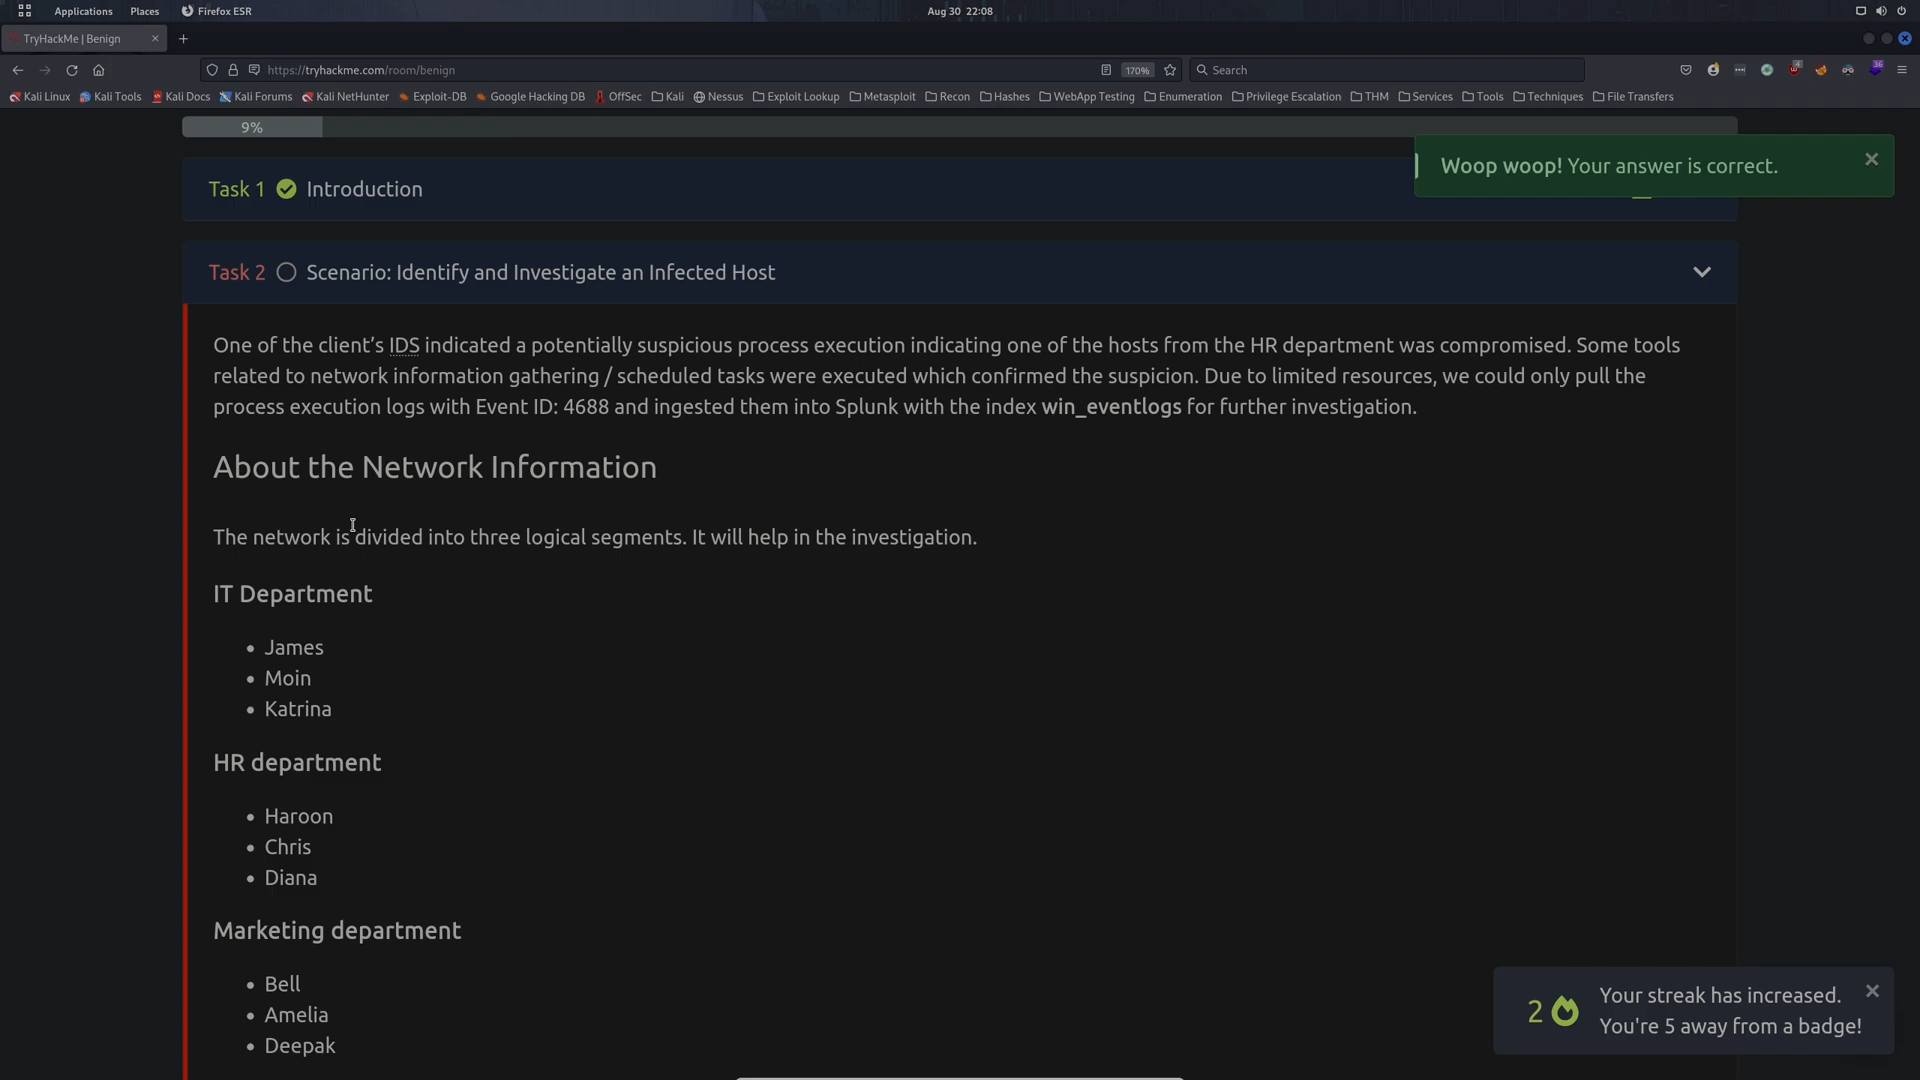 Applications Places Firefox ESR Aug 30 22:08
TryHackMe | Benign
https://tryhackme.com/room/benign 170% Search 4 36
Kali Linux Kali Tools Kali Docs Kali Forums Kali NetHunter Exploit-DB Google Hacking DB OffSec Kali Nessus Exploit Lookup Metasploit Recon Hashes WebApp Testing Enumeration Privilege Escalation THM Services Tools Techniques File Transfers
9%
Woop woop! Your answer is correct.
Task 1 Introduction
Task 2 Scenario: Identify and Investigate an Infected Host
One of the client’s IDS indicated a potentially suspicious process execution indicating one of the hosts from the HR department was compromised. Some tools
related to network information gathering / scheduled tasks were executed which confirmed the suspicion. Due to limited resources, we could only pull the
process execution logs with Event ID: 4688 and ingested them into Splunk with the index win_eventlogs for further investigation.
About the Network Information
The network is divided into three logical segments. It will help in the investigation.
IT Department
• James
• Moin
• Katrina
HR department
• Haroon
• Chris
• Diana
Marketing department
• Bell
• Amelia
• Deepak
2 Your streak has increased.
You're 5 away from a badge!